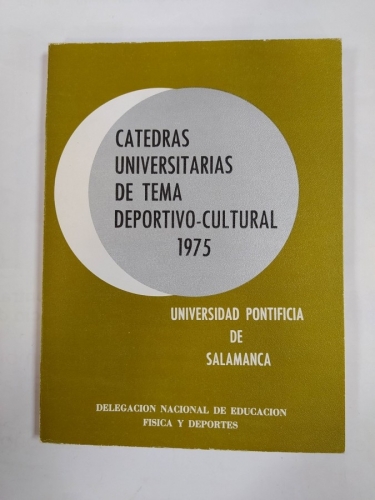 CATEDRAS
UNIVERSITARIAS
DE TEMA
DEPORTIVO-CULTURAL
1975
UNIVERSIDAD PONTIFICIA
DE
SALAMANCA
DELEGACION NACIONAL DE EDUCACION
FISICA Y DEPORTES